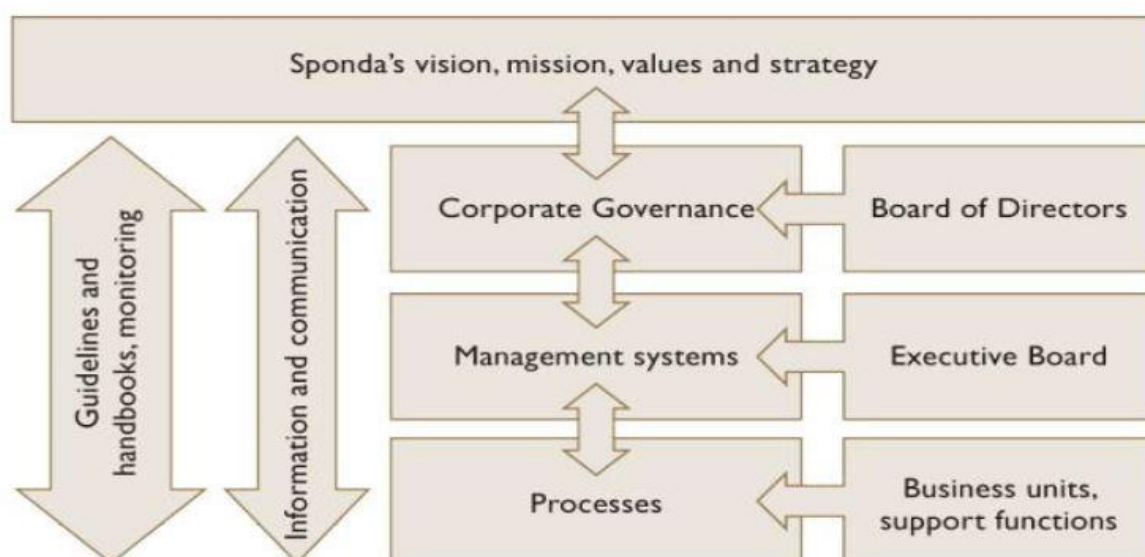 Sponda's vision, mission, values and strategy
Guidelines and
handbooks, monitoring
Information and communication
Corporate Governance
Board of Directors
Management systems
Executive Board
Processes
Business units,
support functions